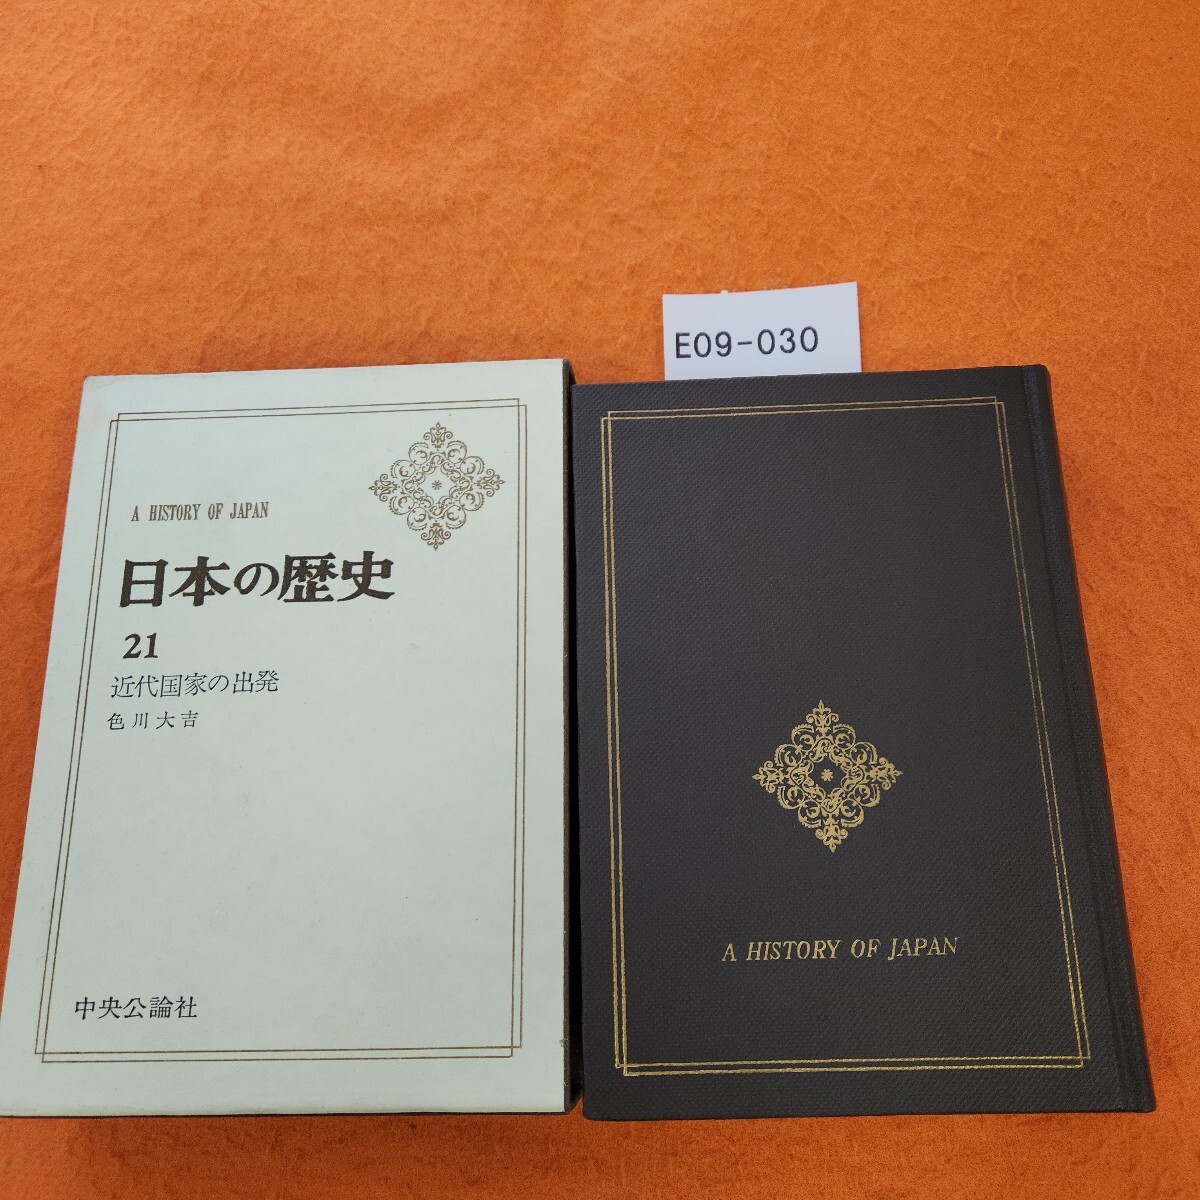 E09-030
A HISTORY OF JAPAN
日本の歴史
21
近代国家の出発
色川大吉
中央公論社
A HISTORY OF JAPAN